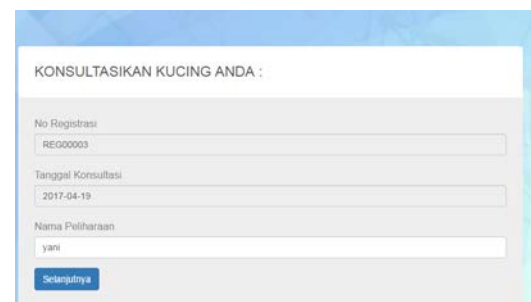 KONSULTASIKAN KUCING ANDA :
No Registrasi
REG00003
Tanggal Konsultasi
2017-04-19
Nama Peliharaan
yani
Selanjutnya